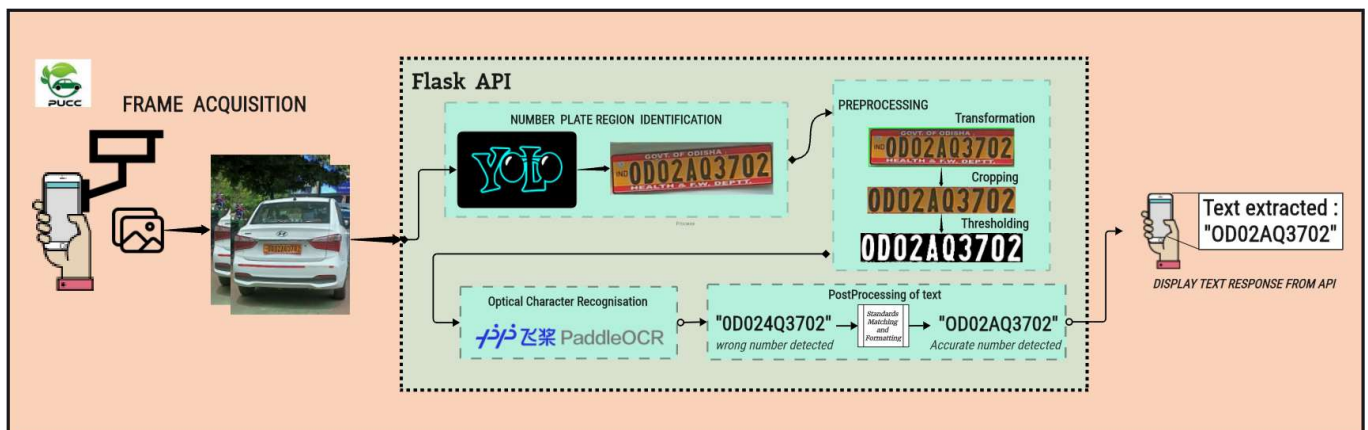 PUCC
FRAME ACQUISITION
Flask API
NUMBER PLATE REGION IDENTIFICATION
YOLO
GOVT. OF ODISHA
IND OD02AQ3702
HEALTH & F.W. DEPTT.
PREPROCESSING
Transformation
GOVT. OF ODISHA
IND OD02AQ3702
HEALTH & F.W. DEPTT.
Cropping
OD02AQ3702
Thresholding
OD02AQ3702
Optical Character Recognisation
飞桨 PaddleOCR
PostProcessing of text
"OD024Q3702"
wrong number detected
Standards
Matching
and
Formatting
"OD02AQ3702"
Accurate number detected
Text extracted :
"OD02AQ3702"
DISPLAY TEXT RESPONSE FROM API